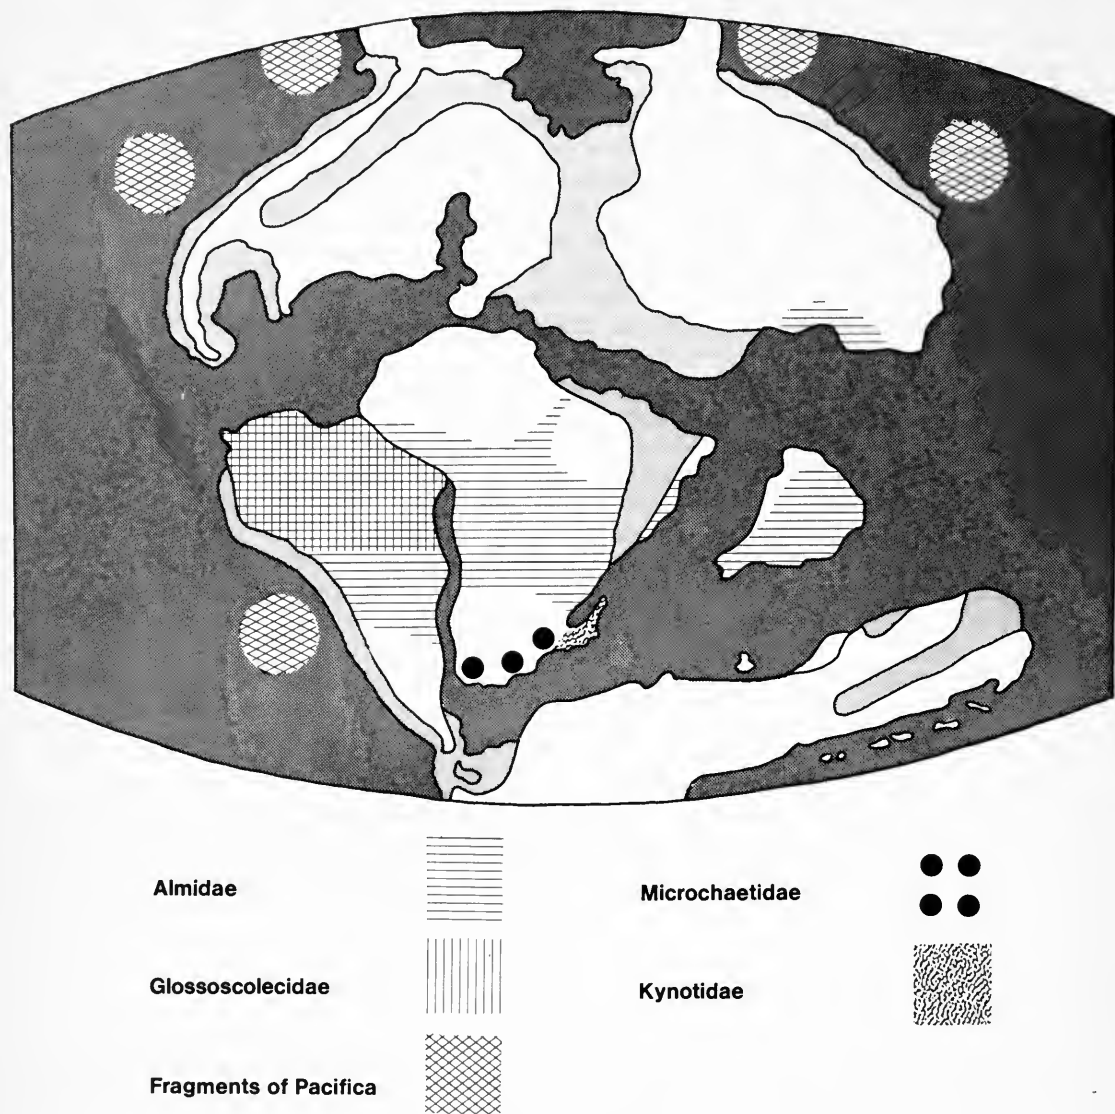 Almidae
Glossoscolecidae
Fragments of Pacifica
Microchaetidae
Kynotidae